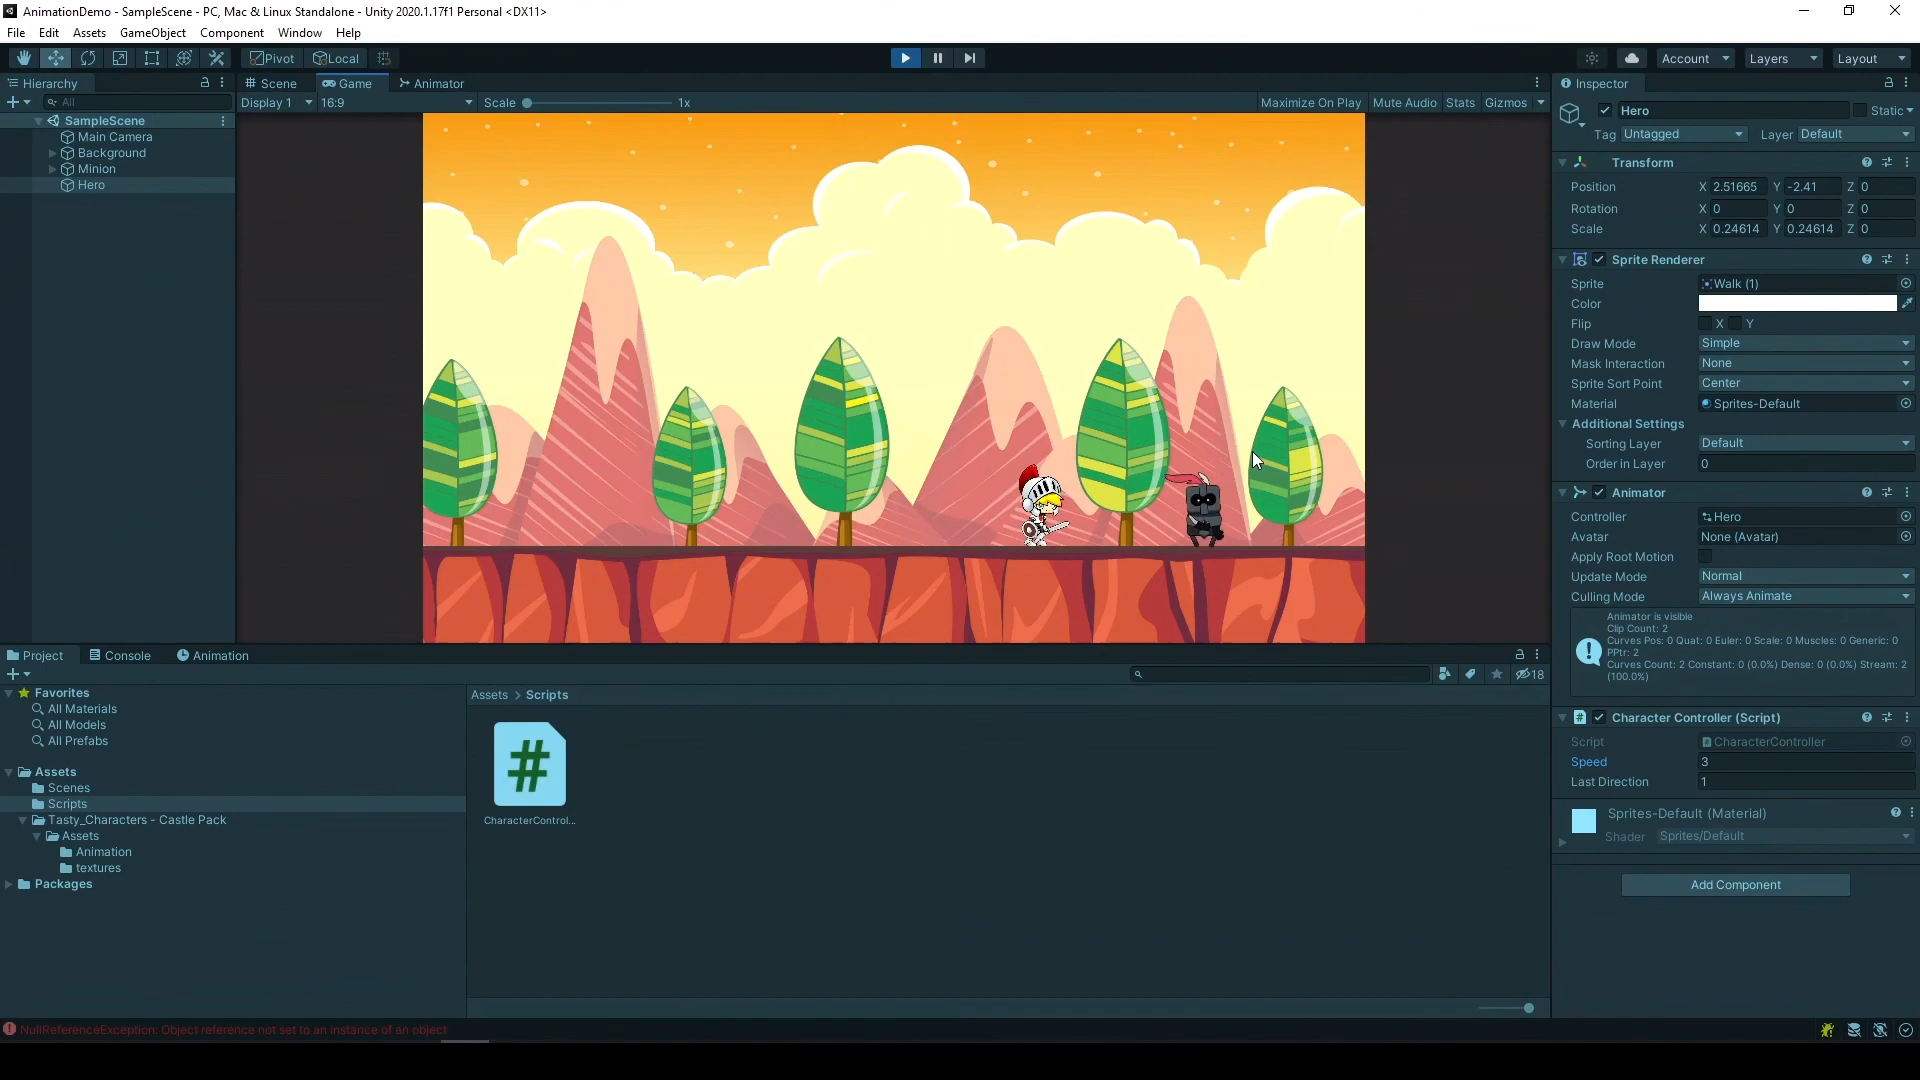 AnimationDemo - SampleScene - PC, Mac & Linux Standalone - Unity 2020.1.17f1 Personal <DX11>
File Edit Assets GameObject Component Window Help
Pivot Local Account Layers Layout
Hierarchy
All
SampleScene
Main Camera
Background
Minion
Hero
Scene Game Animator
Display 1 16:9 Scale 1x Maximize On Play Mute Audio Stats Gizmos
Inspector
Hero Static
Tag Untagged Layer Default
Transform
Position X 2.51665 Y -2.41 Z 0
Rotation X 0 Y 0 Z 0
Scale X 0.24614 Y 0.24614 Z 0
Sprite Renderer
Sprite Walk (1)
Color
Flip X Y
Draw Mode Simple
Mask Interaction None
Sprite Sort Point Center
Material Sprites-Default
Additional Settings
Sorting Layer Default
Order in Layer 0
Animator
Controller Hero
Avatar None (Avatar)
Apply Root Motion
Update Mode Normal
Culling Mode Always Animate
Animator is visible
Clip Count: 2
Curves Pos: 0 Quat: 0 Euler: 0 Scale: 0 Muscles: 0 Generic: 0
PPtr: 2
Curves Count: 2 Constant: 0 (0.0%) Dense: 0 (0.0%) Stream: 2
(100.0%)
Character Controller (Script)
Script CharacterController
Speed 3
Last Direction 1
Sprites-Default (Material)
Shader Sprites/Default
Add Component
Project Console Animation
18
Favorites
All Materials
All Models
All Prefabs
Assets
Scenes
Scripts
Tasty_Characters - Castle Pack
Assets
Animation
textures
Packages
Assets > Scripts
#
CharacterControl...
NullReferenceException: Object reference not set to an instance of an object